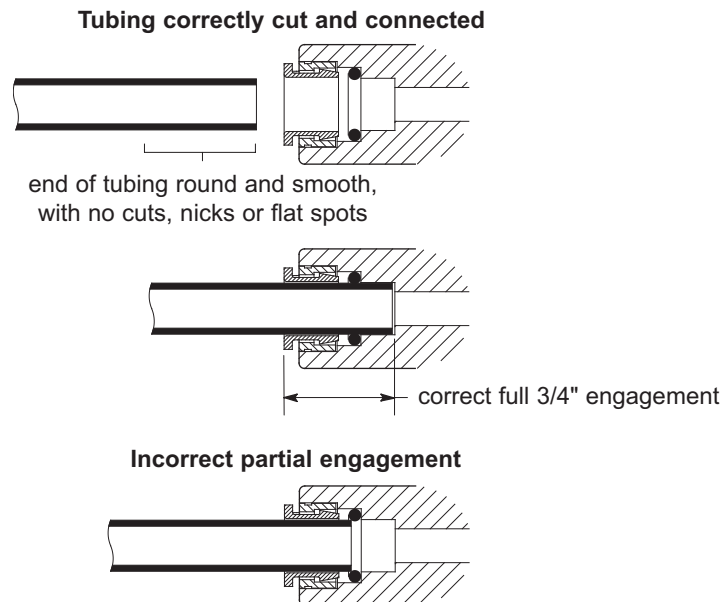 Tubing correctly cut and connected
end of tubing round and smooth,
with no cuts, nicks or flat spots
correct full 3/4" engagement
Incorrect partial engagement